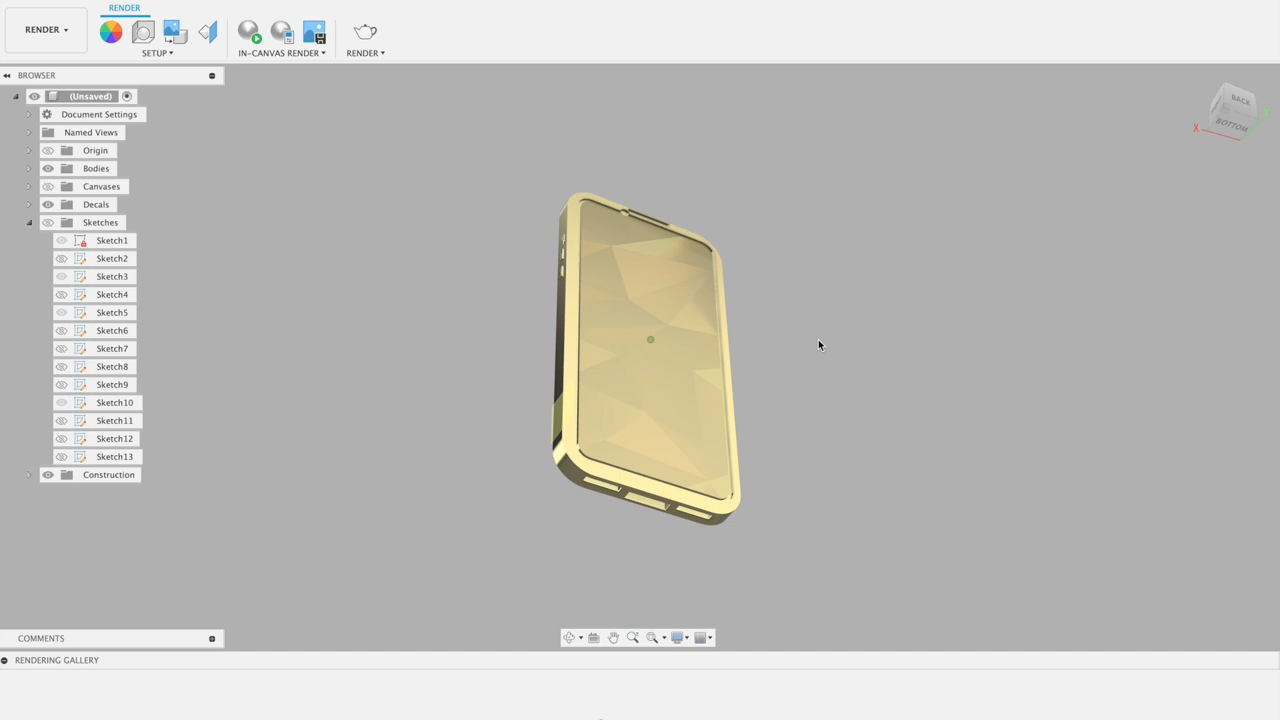 RENDER
RENDER
SETUP
IN-CANVAS RENDER
RENDER
BROWSER
(Unsaved)
Document Settings
Named Views
Origin
Bodies
Canvases
Decals
Sketches
Sketch1
Sketch2
Sketch3
Sketch4
Sketch5
Sketch6
Sketch7
Sketch8
Sketch9
Sketch10
Sketch11
Sketch12
Sketch13
Construction
BACK
BOTTOM
X
Y
COMMENTS
RENDERING GALLERY